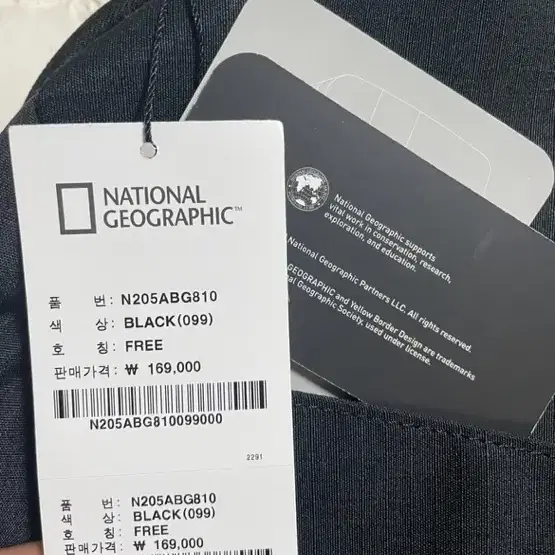 NATIONAL
GEOGRAPHIC™
품 번: N205ABG810
색 상: BLACK(099)
호 칭: FREE
판매가격: ₩ 169,000
N205ABG810099000
2291
품 번: N205ABG810
색 상: BLACK(099)
호 칭: FREE
판매가격: ₩ 169,000
National Geographic supports
vital work in conservation, research,
exploration, and education.
National Geographic Partners LLC. All rights reserved.
GEOGRAPHIC and Yellow Border Design are trademarks
Geographic Society, used under license.